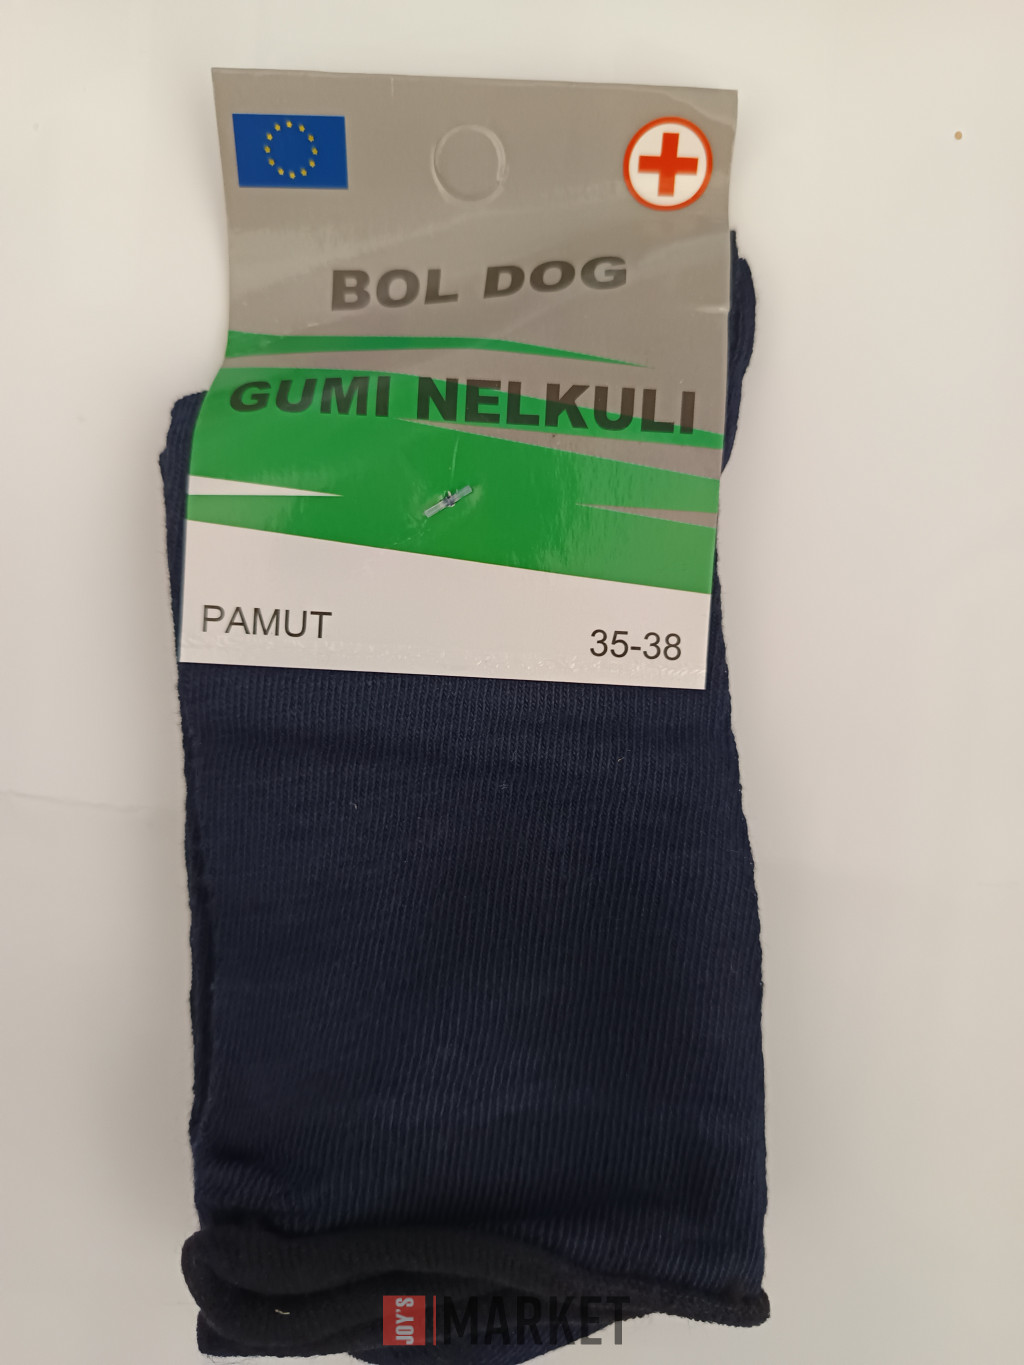 BOL DOG
GUMI NELKULI
PAMUT
35-38
JOY'S MARKET